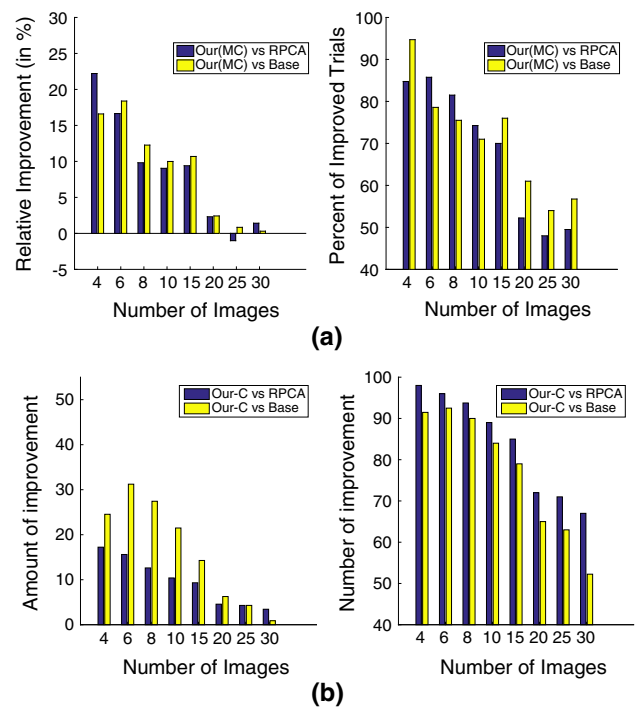 30
25
20
15
10
5
0
-5
Relative Improvement (in %)
Our(MC) vs RPCA
Our(MC) vs Base
4 6 8 10 15 20 25 30
Number of Images
100
90
80
70
60
50
40
Percent of Improved Trials
Our(MC) vs RPCA
Our(MC) vs Base
4 6 8 10 15 20 25 30
Number of Images
(a)
50
40
30
20
10
0
Amount of improvement
Our-C vs RPCA
Our-C vs Base
4 6 8 10 15 20 25 30
Number of Images
100
90
80
70
60
50
40
Number of improvement
Our-C vs RPCA
Our-C vs Base
4 6 8 10 15 20 25 30
Number of Images
(b)